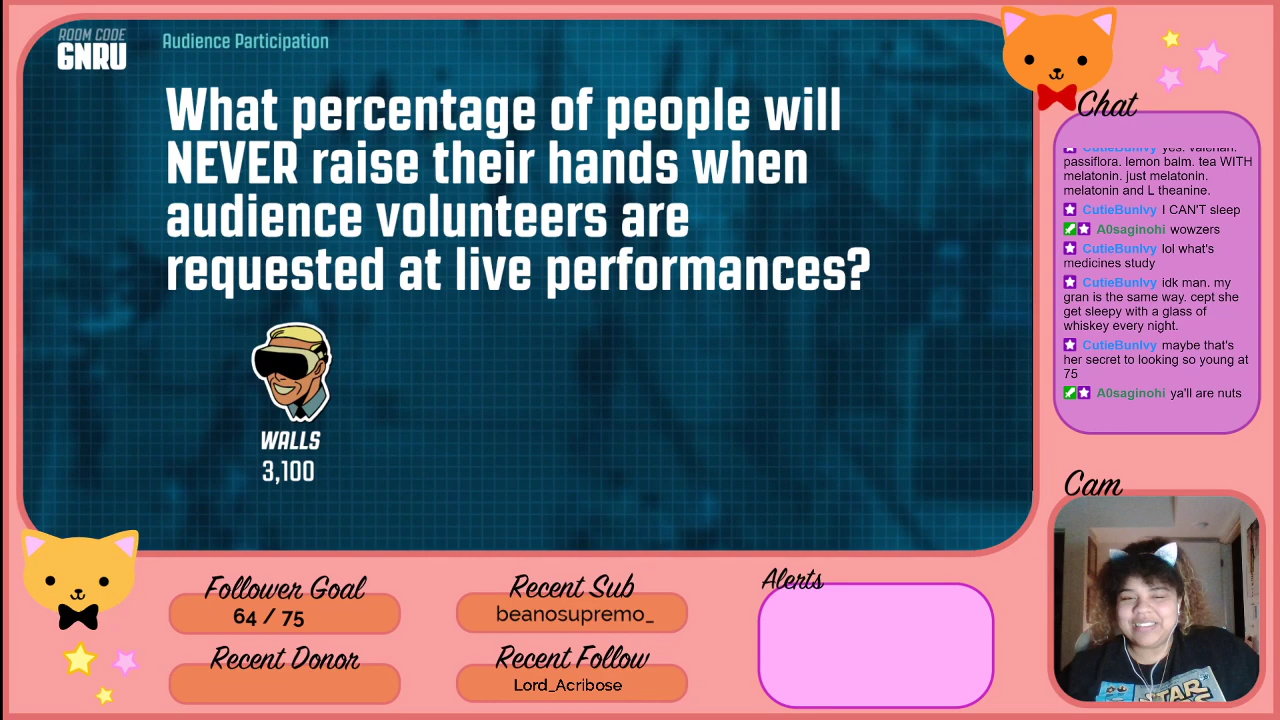 ROOM CODE
GNRU
Audience Participation
What percentage of people will
NEVER raise their hands when
audience volunteers are
requested at live performances?
WALLS
3,100
Chat
CutieBunIvy yes. valerian.
passiflora. lemon balm. tea WITH
melatonin. just melatonin.
melatonin and L theanine.
CutieBunIvy I CAN'T sleep
A0saginohi wowzers
CutieBunIvy lol what's
medicines study
CutieBunIvy idk man. my
gran is the same way. cept she
get sleepy with a glass of
whiskey every night.
CutieBunIvy maybe that's
her secret to looking so young at
75
A0saginohi ya'll are nuts
Cam
STAR
Follower Goal
64 / 75
Recent Sub
beanosupremo_
Alerts
Recent Donor
Recent Follow
Lord_Acribose